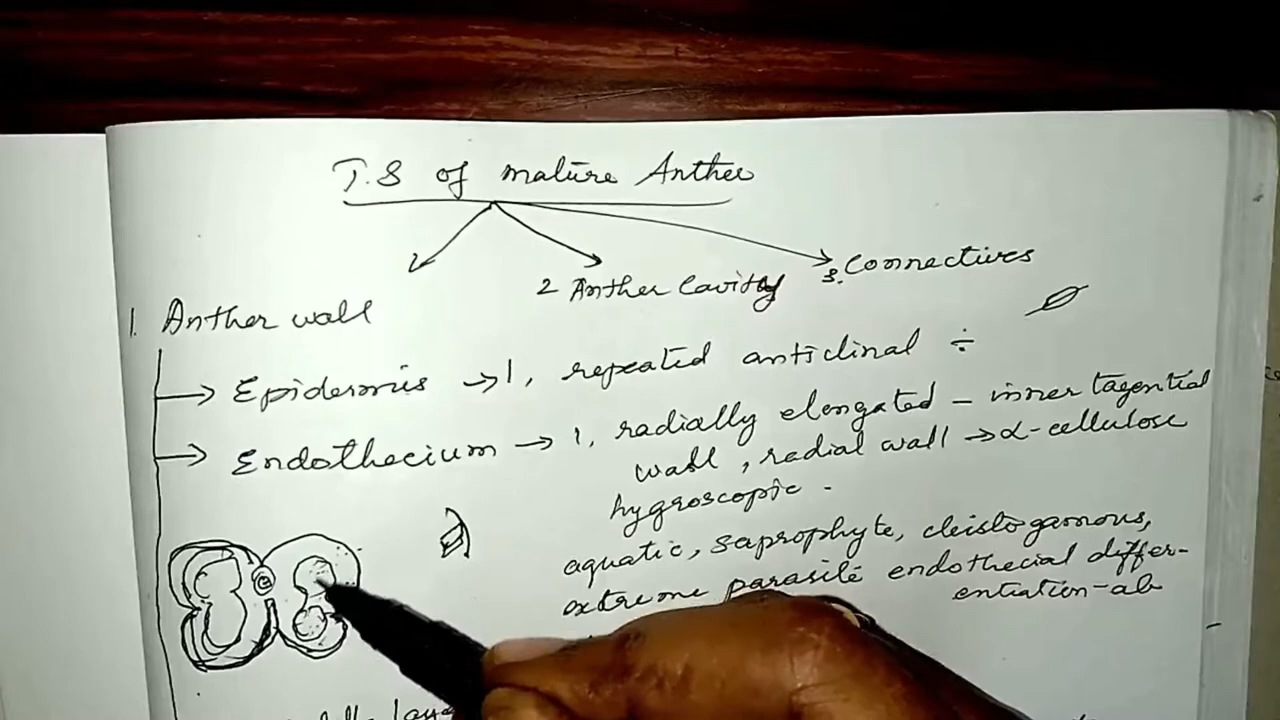 T.S of mature Anther
1. Anther wall
2 Anther Cavity
3. Connectives
→ Epidermis → 1, repeated anticlinal ÷
→ Endothecium → 1, radially elongated - inner tagential
wall, radial wall → α-cellulose
hygroscopic -
aquatic, saprophyte, cleistogamous,
extreme parasite endothecial differ-
entiation-ab